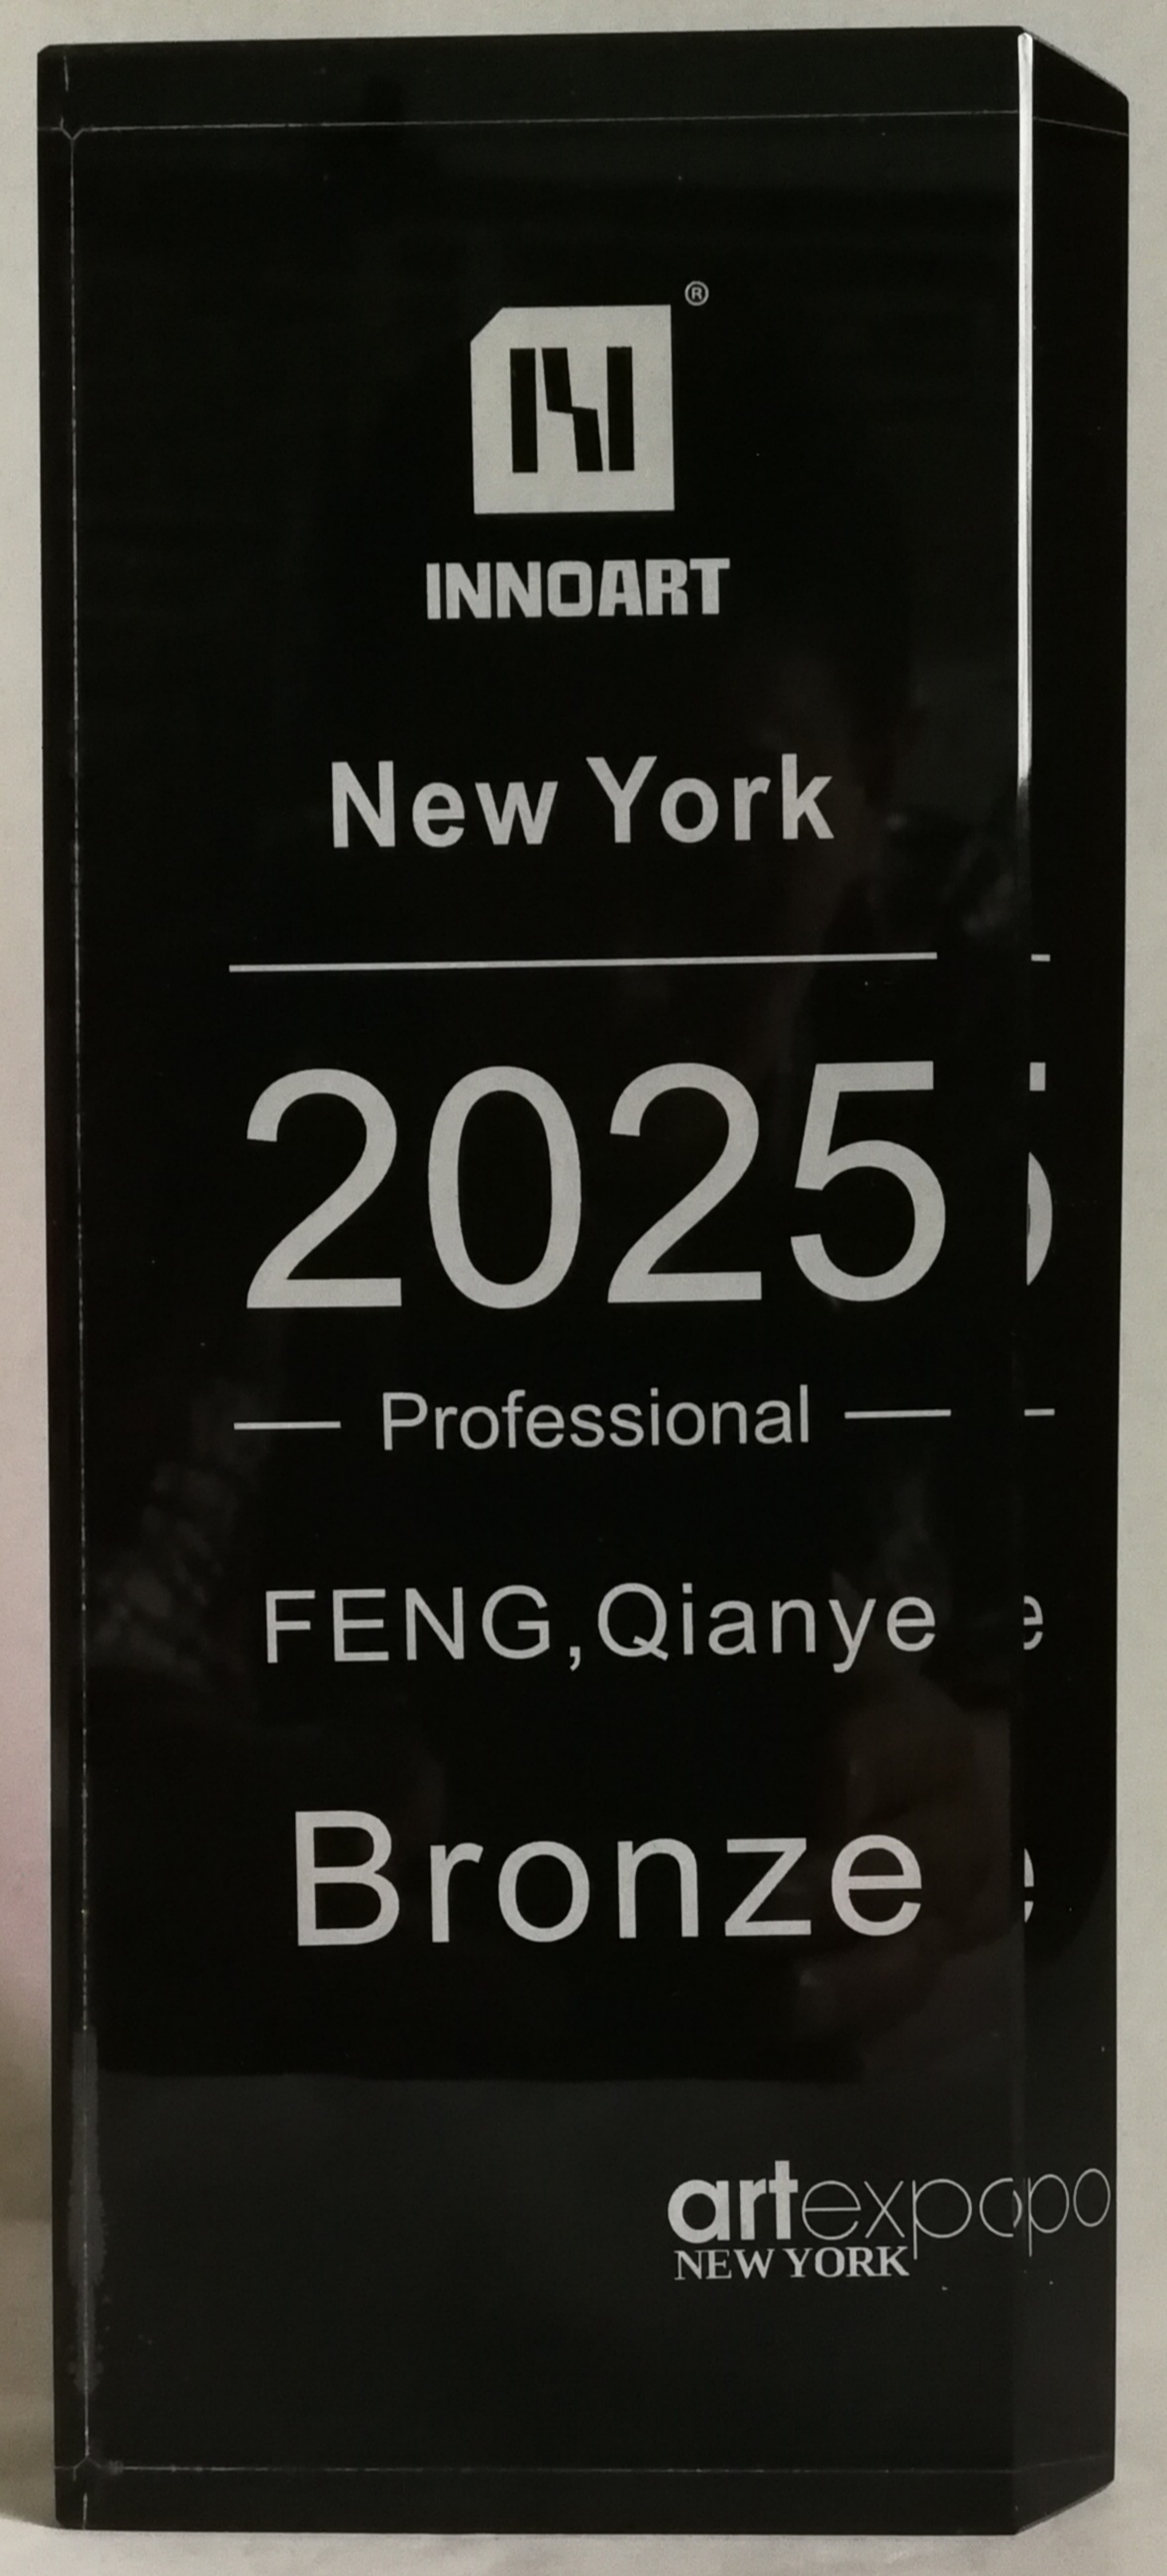 ®
INNOART
New York
2025
Professional
FENG,Qianye
Bronze
artexpo
NEW YORK